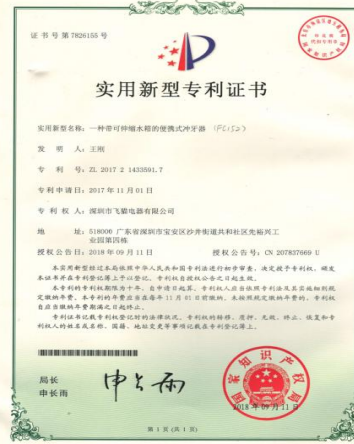 证书号第7826155号
实用新型专利证书
实用新型名称：一种带可伸缩水箱的便携式冲牙器
发 明 人：王刚
专 利 号：ZL 2017 2 1433591.7
专利申请日：2017年11月01日
专 利 权 人：深圳市飞猫电器有限公司
地 址：518006 广东省深圳市宝安区沙井街道共和社区先裕兴工
业园第四栋
授权公告日：2018年09月11日 授权公告号：CN 207837669 U
本实用新型经过本局依照中华人民共和国专利法进行初步审查，决定授予专利权，颁发
本证书并在专利登记簿上予以登记。专利权自授权公告之日起生效。
本专利的专利权期限为十年，自申请日起算。专利权人应当依照专利法及其实施细则规
定缴纳年费。本专利的年费应当在每年11月01日前缴纳。未按照规定缴纳年费的，专利权
自应当缴纳年费期满之日起终止。
专利证书记载专利权登记时的法律状况。专利权的转移、质押、无效、终止、恢复和专
利权人的姓名或名称、国籍、地址变更等事项记载在专利登记簿上。
局长
申长雨
申长雨
国家知识产权局
2018年09月11日
第1页(共1页)